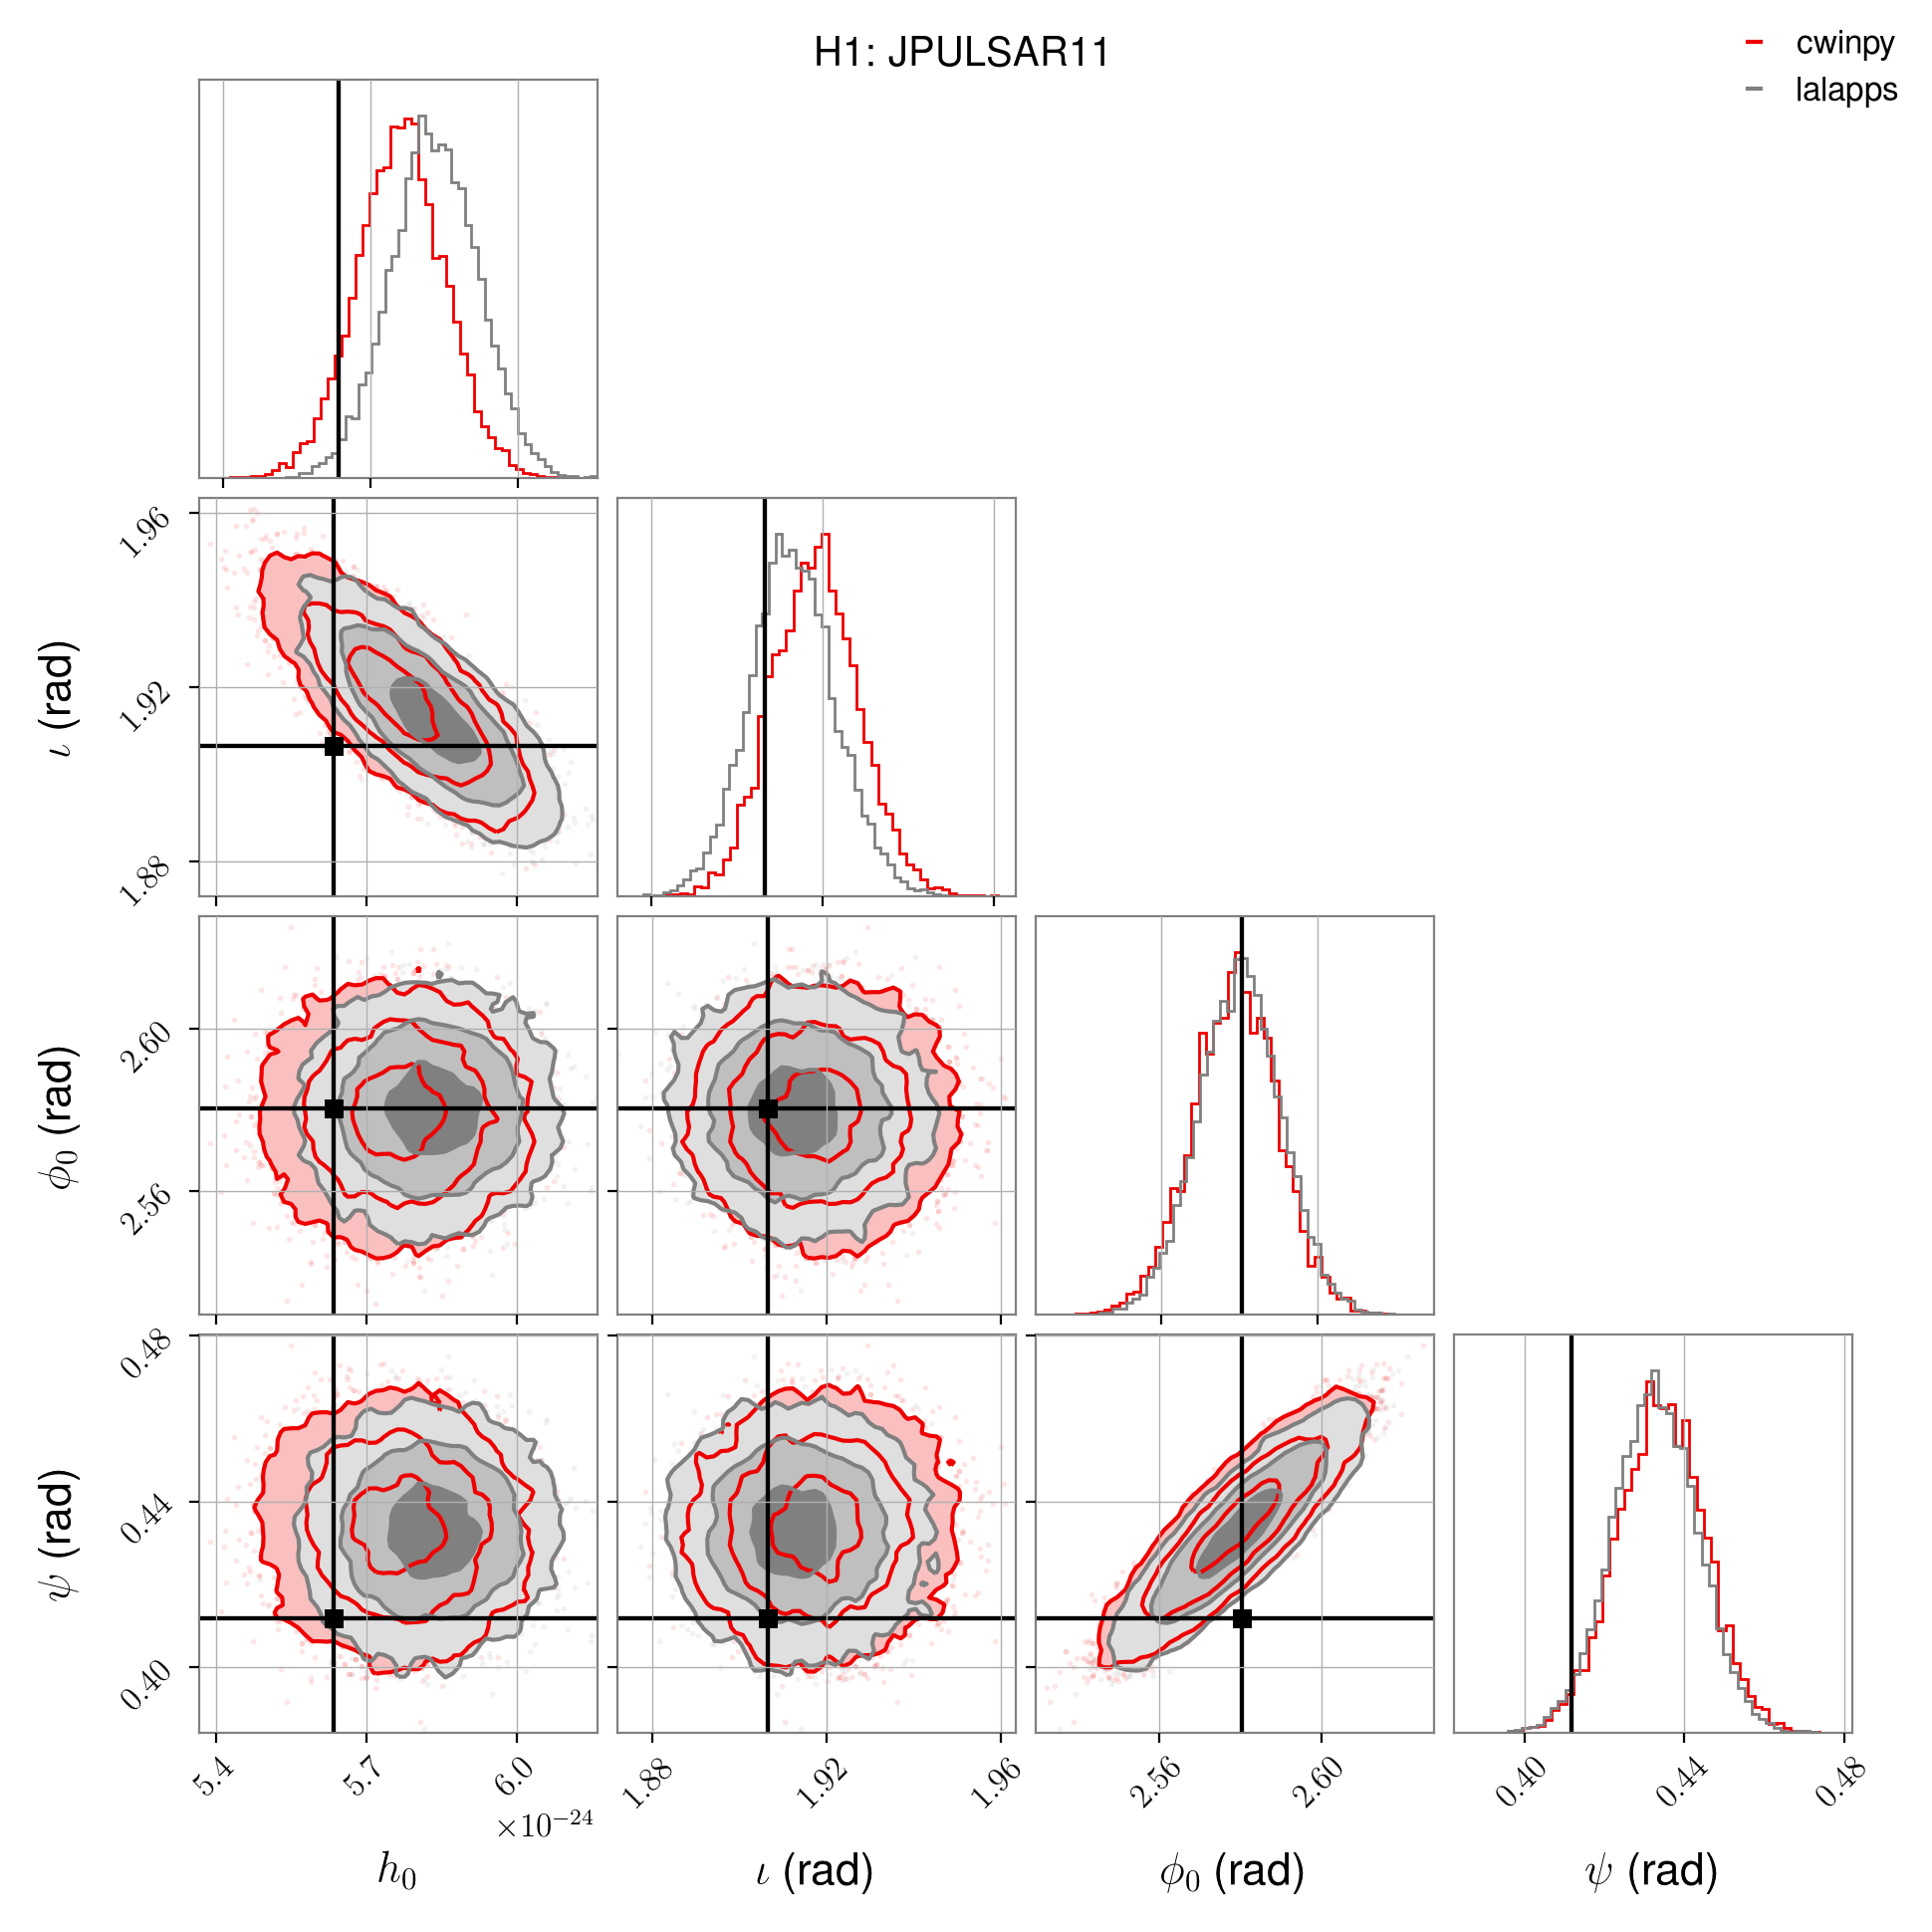 H1: JPULSAR11
cwinpy
lalapps
1.96
1.92
1.88
ι (rad)
2.60
2.56
ϕ₀ (rad)
0.48
0.44
0.40
ψ (rad)
5.4 5.7 6.0 1.88 1.92 1.96 2.56 2.60 0.40 0.44 0.48
×10⁻²⁴
h₀ ι (rad) ϕ₀ (rad) ψ (rad)